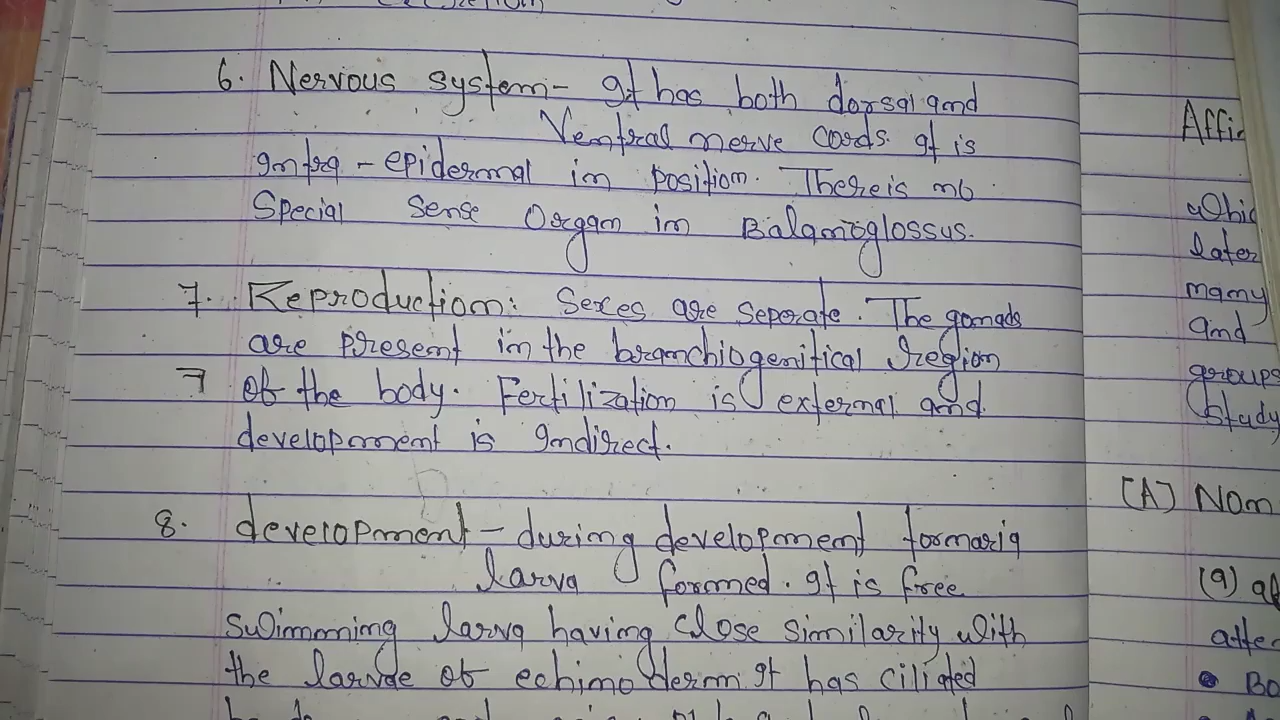 6. Nervous system - It has both dorsal and
Ventral nerve cords. It is
Intra - epidermal in position. There is no
Special Sense Organ in Balanoglossus.
7. Reproduction: Sexes are Seperate. The gonads
are present in the branchiogenitical region
7 of the body. Fertilization is external and
development is Indirect.
8. development - during development formaria
larva formed. It is free
swimming larva having close similarity with
the larvae of echinoderm It has ciliated
Affi
whic
later
many
and
groups
study
(A) Nom
(a)
afte
• Bo